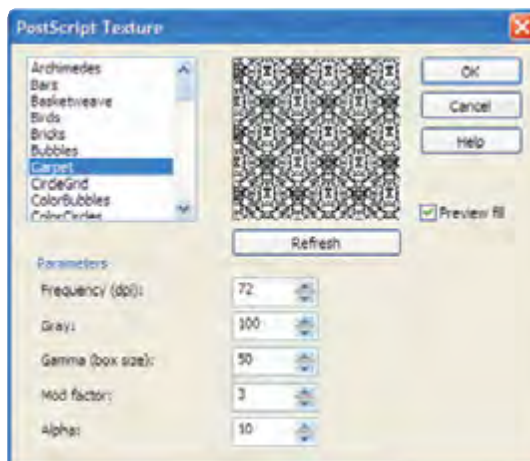 PostScript Texture
Archimedes
Bars
Basketweave
Birds
Bricks
Bubbles
Carpet
CircleGrid
ColorBubbles
ColorCircles
OK
Cancel
Help
Preview fill
Refresh
Parameters
Frequency (dpi): 72
Gray: 100
Gamma (box size): 50
Mod factor: 3
Alpha: 10